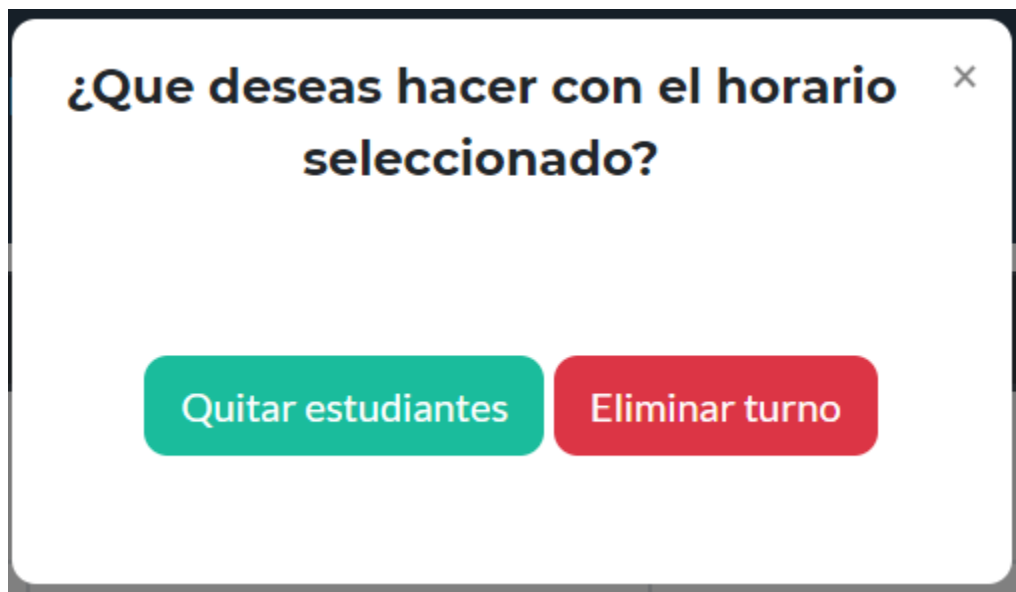 ¿Que deseas hacer con el horario
seleccionado?
×
Quitar estudiantes
Eliminar turno